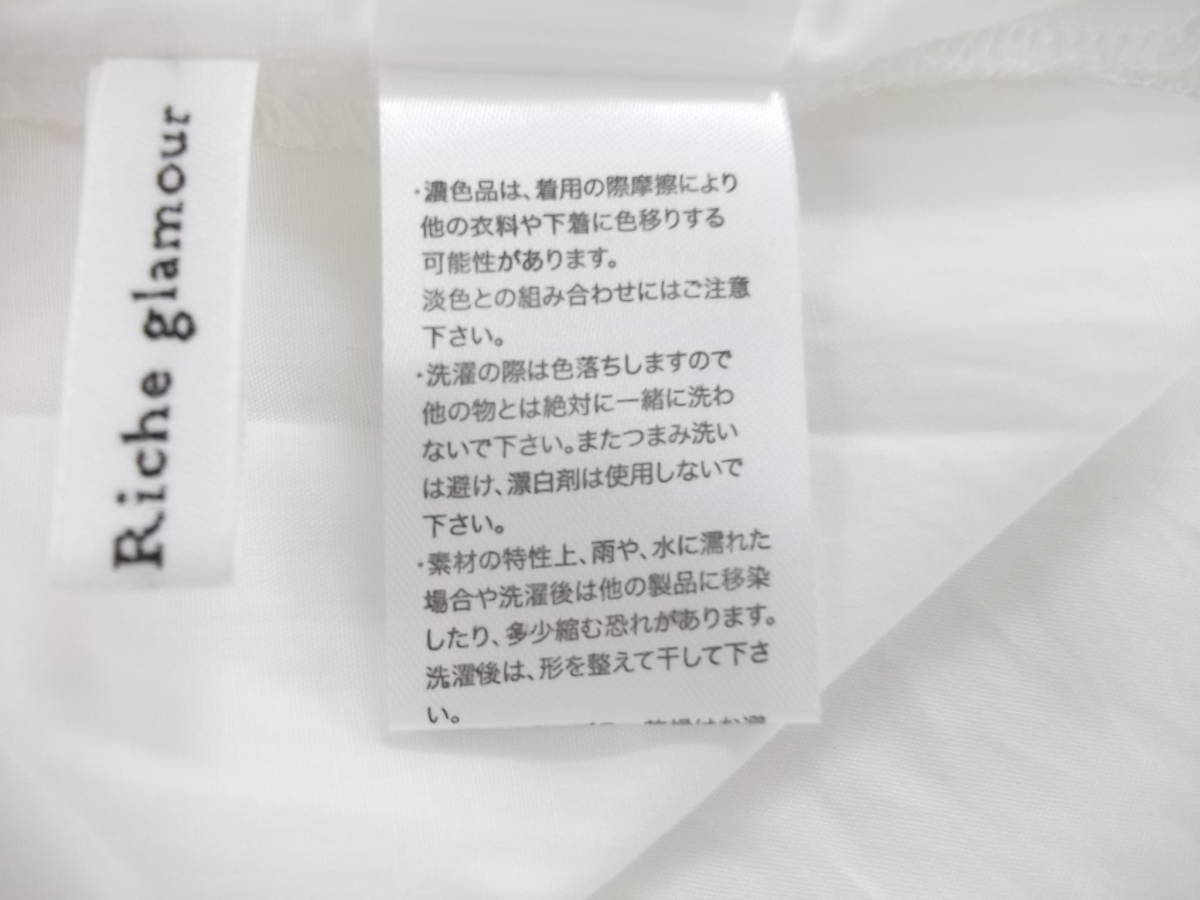 Riche glamour
・濃色品は、着用の際摩擦により
他の衣料や下着に色移りする
可能性があります。
淡色との組み合わせにはご注意
下さい。
・洗濯の際は色落ちしますので
他の物とは絶対に一緒に洗わ
ないで下さい。またつまみ洗い
は避け、漂白剤は使用しないで
下さい。
・素材の特性上、雨や、水に濡れた
場合や洗濯後は他の製品に移染
したり、多少縮む恐れがあります。
洗濯後は、形を整えて干して下さ
い。